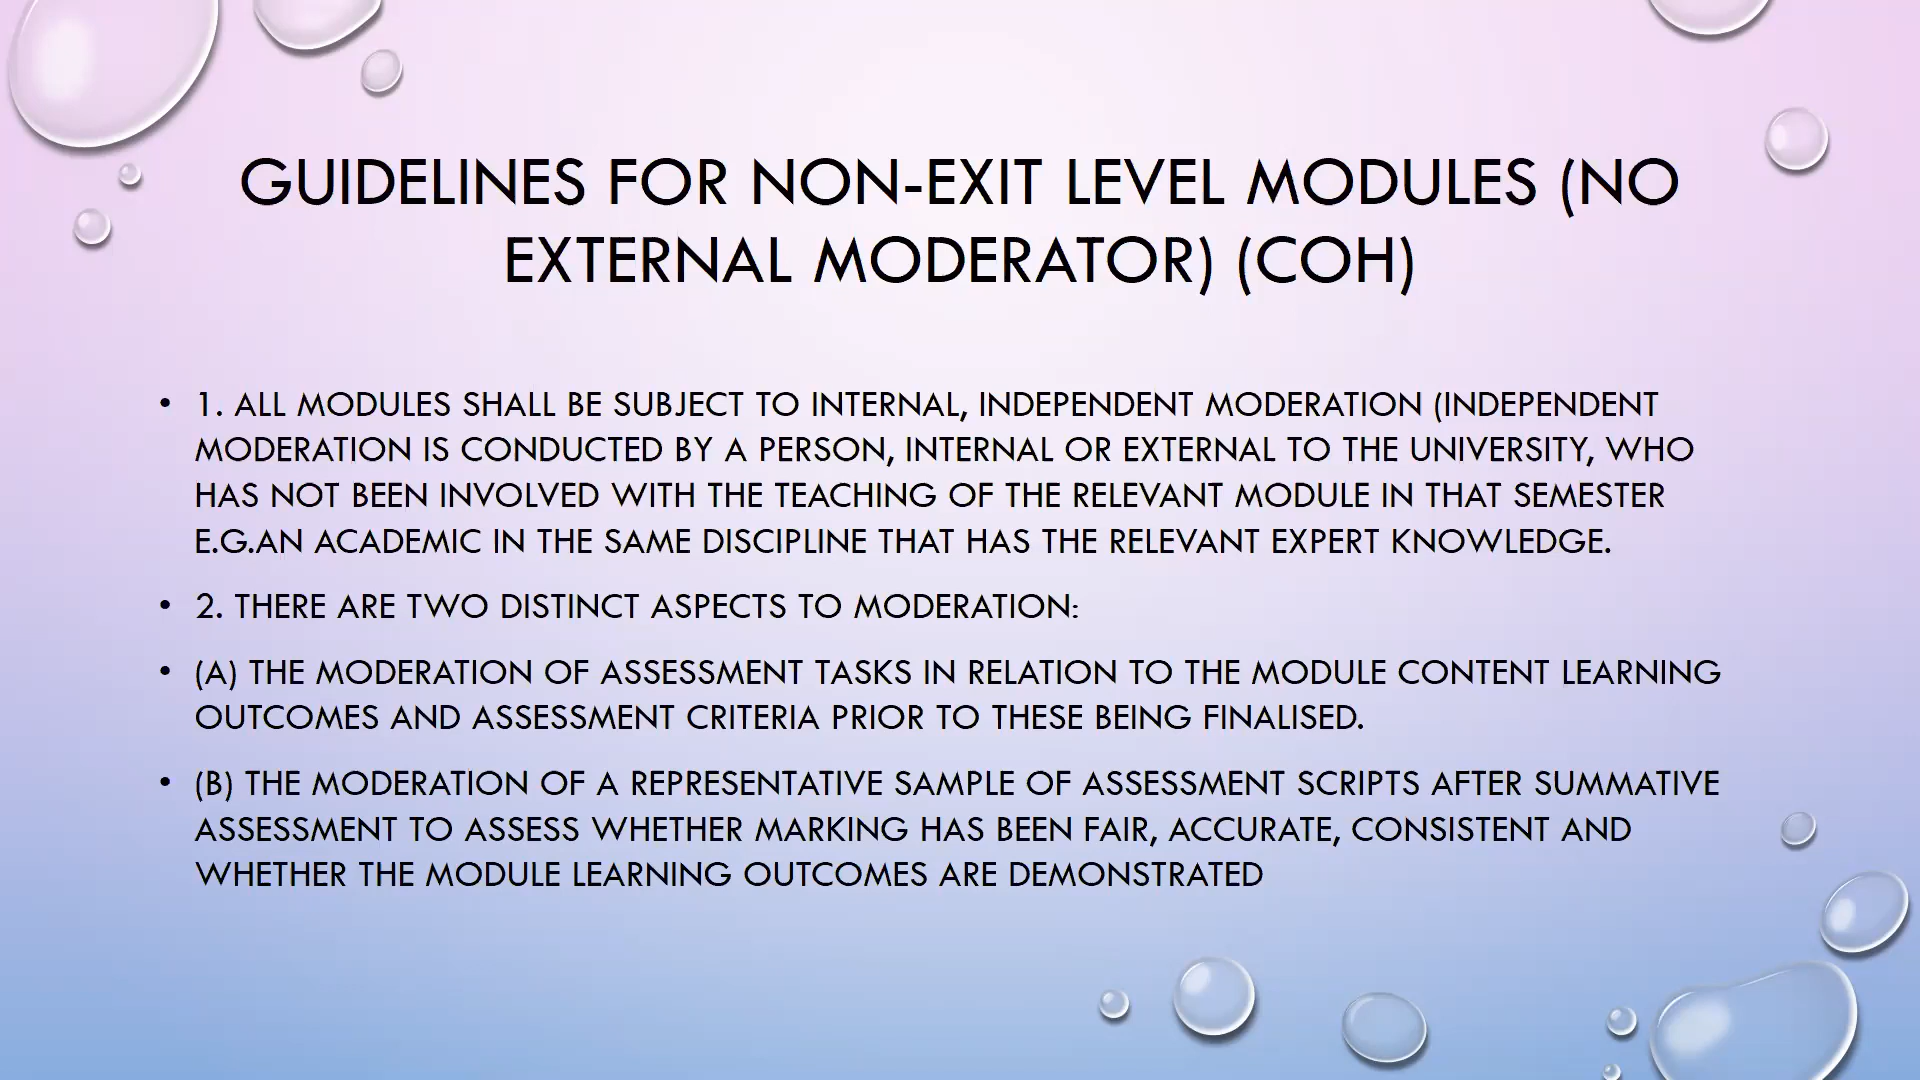 GUIDELINES FOR NON-EXIT LEVEL MODULES (NO
EXTERNAL MODERATOR) (COH)
• 1. ALL MODULES SHALL BE SUBJECT TO INTERNAL, INDEPENDENT MODERATION (INDEPENDENT
MODERATION IS CONDUCTED BY A PERSON, INTERNAL OR EXTERNAL TO THE UNIVERSITY, WHO
HAS NOT BEEN INVOLVED WITH THE TEACHING OF THE RELEVANT MODULE IN THAT SEMESTER
E.G.AN ACADEMIC IN THE SAME DISCIPLINE THAT HAS THE RELEVANT EXPERT KNOWLEDGE.
• 2. THERE ARE TWO DISTINCT ASPECTS TO MODERATION:
• (A) THE MODERATION OF ASSESSMENT TASKS IN RELATION TO THE MODULE CONTENT LEARNING
OUTCOMES AND ASSESSMENT CRITERIA PRIOR TO THESE BEING FINALISED.
• (B) THE MODERATION OF A REPRESENTATIVE SAMPLE OF ASSESSMENT SCRIPTS AFTER SUMMATIVE
ASSESSMENT TO ASSESS WHETHER MARKING HAS BEEN FAIR, ACCURATE, CONSISTENT AND
WHETHER THE MODULE LEARNING OUTCOMES ARE DEMONSTRATED